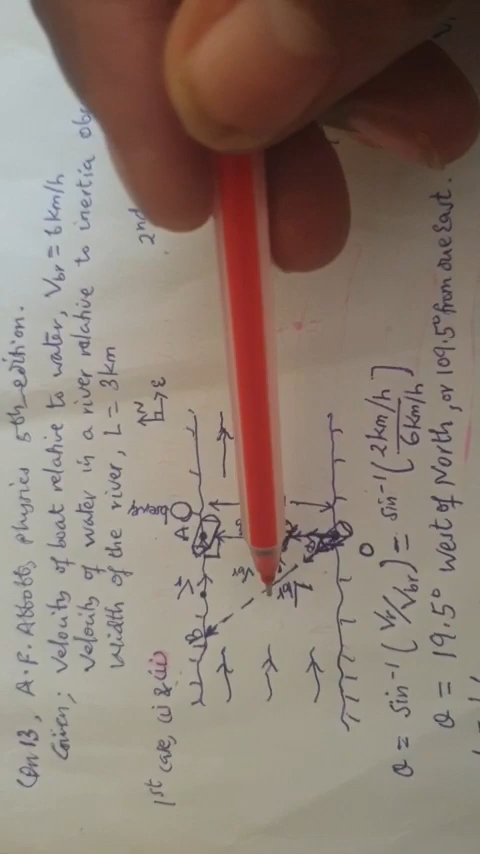 Qn 13, A.F. Abbott, physics 5th edition.
Given; Velocity of boat relative to water, Vbr = 6 km/h
Velocity of water in a river relative to inertia
Width of the river, L = 3 km
1st case, (i) & (ii)
2nd
N
E
A
B
Vr
Vbr
θ = sin⁻¹ (Vr/Vbr) = sin⁻¹ (2 km/h / 6 km/h)
θ = 19.5° West of North, or 109.5° from due East.